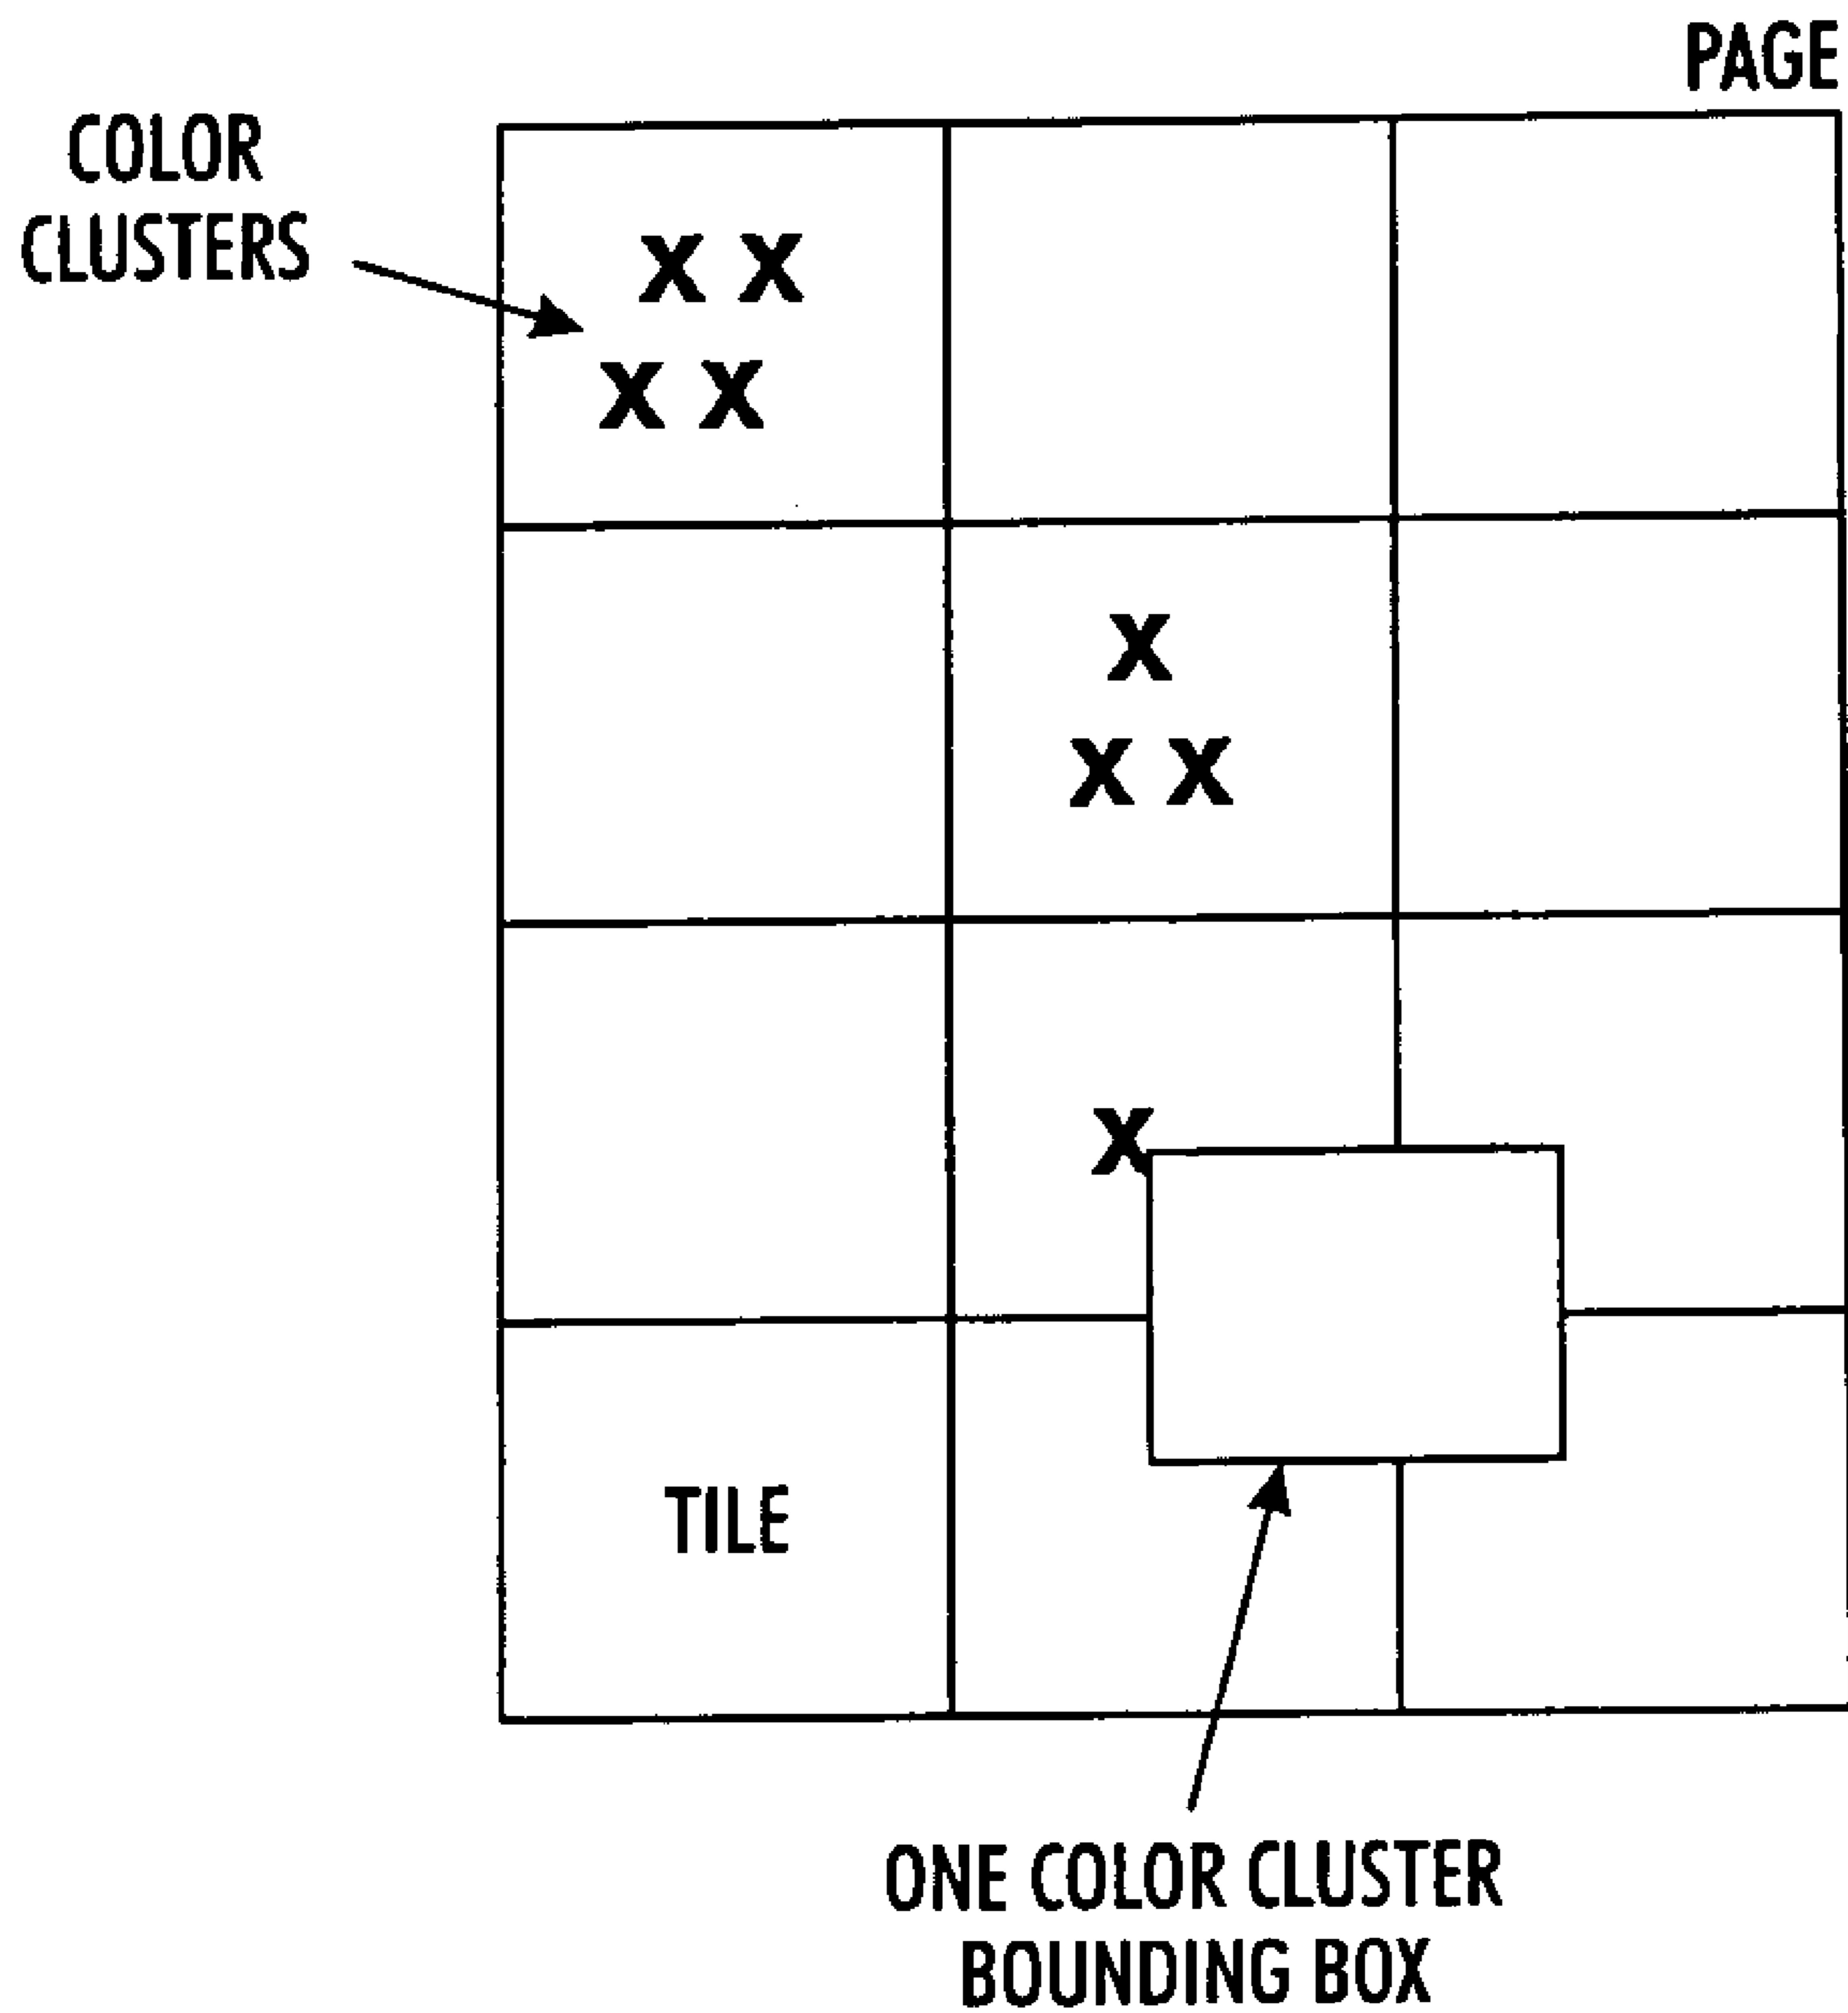 PAGE
COLOR
CLUSTERS
X X
X X
X
X X
X
TILE
ONE COLOR CLUSTER
BOUNDING BOX